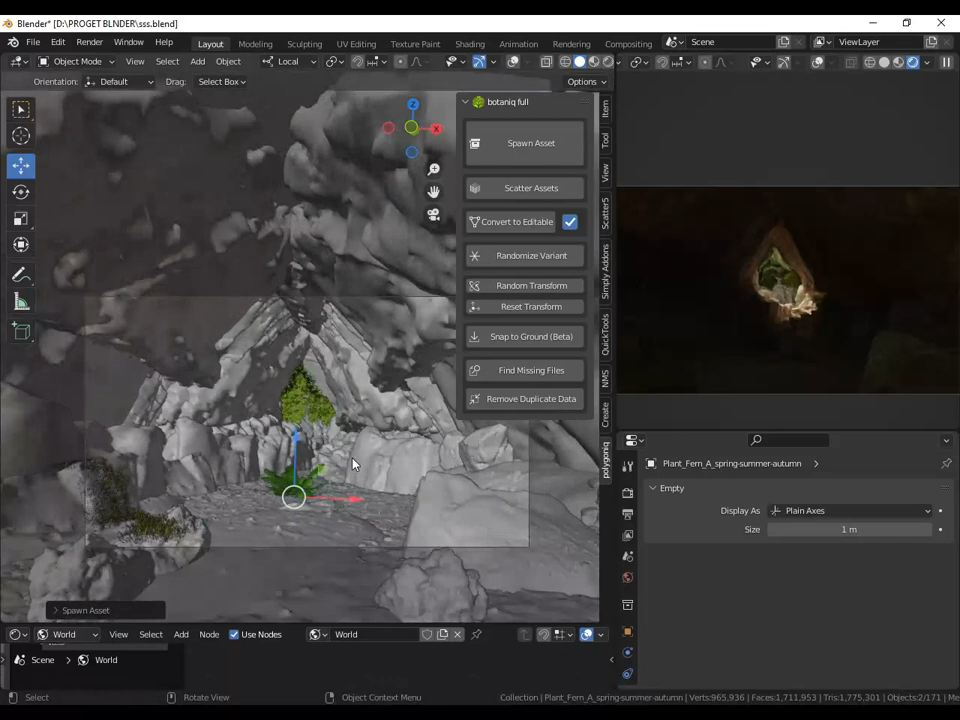 Blender* [D:\PROGET BLNDER\sss.blend]
File Edit Render Window Help Layout Modeling Sculpting UV Editing Texture Paint Shading Animation Rendering Compositing Scene ViewLayer
Object Mode View Select Add Object Local
Orientation: Default Drag: Select Box Options
botaniq full
Spawn Asset
Scatter Assets
Convert to Editable
Randomize Variant
Random Transform
Reset Transform
Snap to Ground (Beta)
Find Missing Files
Remove Duplicate Data
Z
X
Item
Tool
View
Scatter5
Simply Addons
QuickTools
NMS
Create
polygoniq
Plant_Fern_A_spring-summer-autumn
Empty
Display As Plain Axes
Size 1 m
Spawn Asset
World View Select Add Node Use Nodes World
Scene World
Select Rotate View Object Context Menu Collection | Plant_Fern_A_spring-summer-autumn | Verts:965,936 | Faces:1,711,953 | Tris:1,775,301 | Objects:2/171 | Me